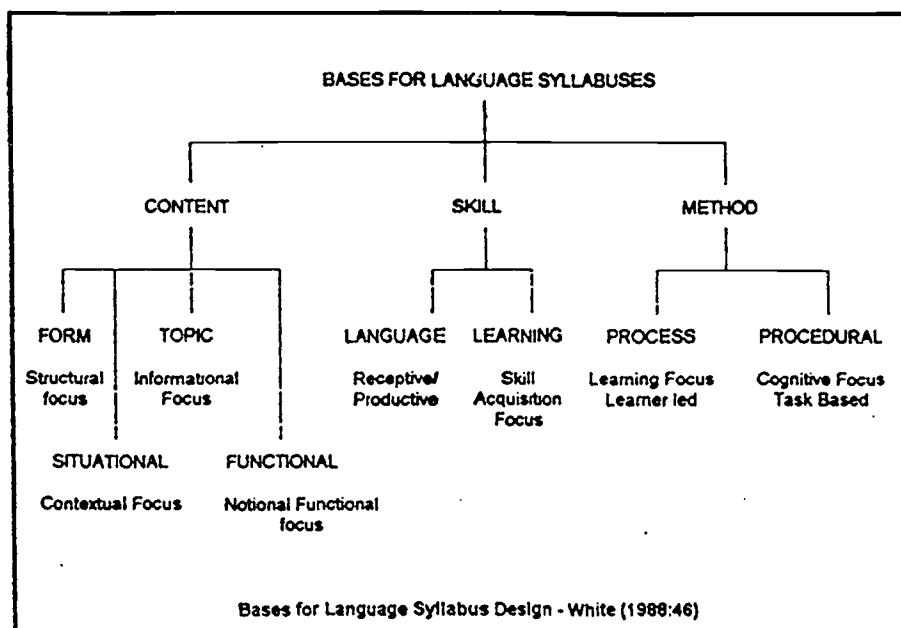 BASES FOR LANGUAGE SYLLABUSES
CONTENT SKILL METHOD
FORM TOPIC LANGUAGE LEARNING PROCESS PROCEDURAL
Structural Informational Receptive/ Skill Learning Focus Cognitive Focus
focus Focus Productive Acquisition Learner led Task Based
Focus
SITUATIONAL FUNCTIONAL
Contextual Focus Notional Functional
focus
Bases for Language Syllabus Design - White (1988:46)